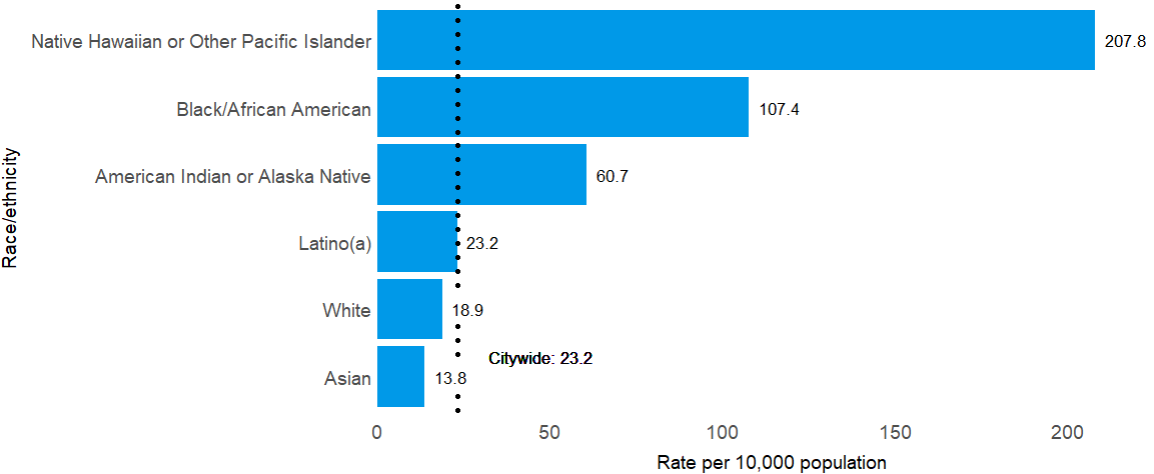 Race/ethnicity
Native Hawaiian or Other Pacific Islander 207.8
Black/African American 107.4
American Indian or Alaska Native 60.7
Latino(a) 23.2
White 18.9
Citywide: 23.2
Asian 13.8
0 50 100 150 200
Rate per 10,000 population